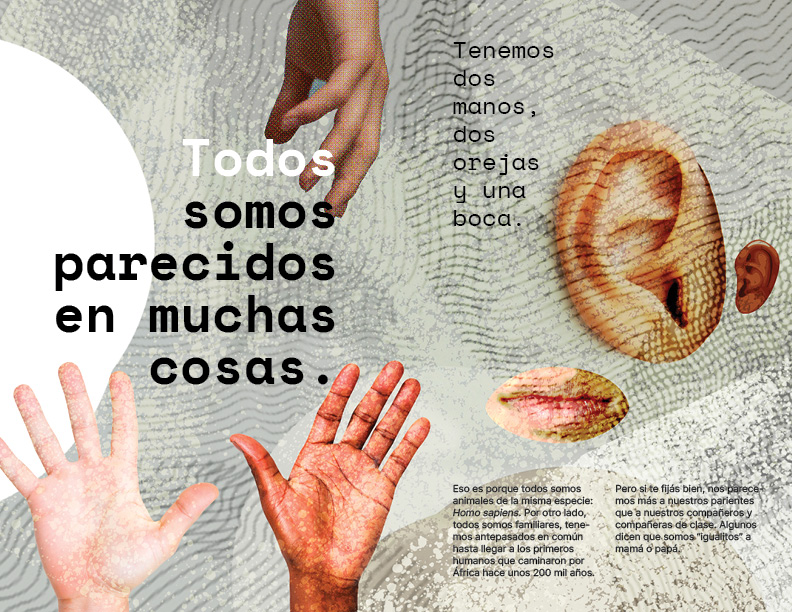 Todos
somos
parecidos
en muchas
cosas.
Tenemos
dos
manos,
dos
orejas
y una
boca.
Eso es porque todos somos
animales de la misma especie:
Homo sapiens. Por otro lado,
todos somos familiares, tene-
mos antepasados en común
hasta llegar a los primeros
humanos que caminaron por
África hace unos 200 mil años.
Pero si te fijás bien, nos parece-
mos más a nuestros parientes
que a nuestros compañeros y
compañeras de clase. Algunos
dicen que somos “igualitos” a
mamá o papá.